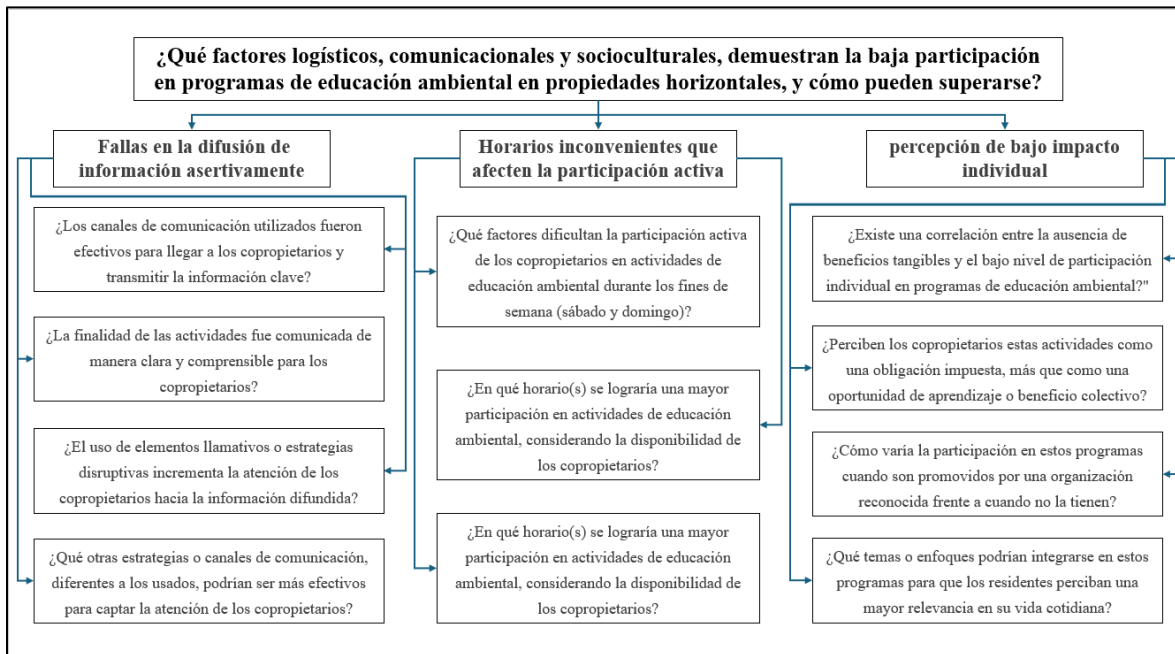 ¿Qué factores logísticos, comunicacionales y socioculturales, demuestran la baja participación
en programas de educación ambiental en propiedades horizontales, y cómo pueden superarse?
Fallas en la difusión de
información asertivamente
¿Los canales de comunicación utilizados fueron
efectivos para llegar a los copropietarios y
transmitir la información clave?
¿La finalidad de las actividades fue comunicada de
manera clara y comprensible para los
copropietarios?
¿El uso de elementos llamativos o estrategias
disruptivas incrementa la atención de los
copropietarios hacia la información difundida?
¿Qué otras estrategias o canales de comunicación,
diferentes a los usados, podrían ser más efectivos
para captar la atención de los copropietarios?
Horarios inconvenientes que
afecten la participación activa
¿Qué factores dificultan la participación activa
de los copropietarios en actividades de
educación ambiental durante los fines de
semana (sábado y domingo)?
¿En qué horario(s) se lograría una mayor
participación en actividades de educación
ambiental, considerando la disponibilidad de
los copropietarios?
¿En qué horario(s) se lograría una mayor
participación en actividades de educación
ambiental, considerando la disponibilidad de
los copropietarios?
percepción de bajo impacto
individual
¿Existe una correlación entre la ausencia de
beneficios tangibles y el bajo nivel de participación
individual en programas de educación ambiental?"
¿Perciben los copropietarios estas actividades como
una obligación impuesta, más que como una
oportunidad de aprendizaje o beneficio colectivo?
¿Cómo varía la participación en estos programas
cuando son promovidos por una organización
reconocida frente a cuando no la tienen?
¿Qué temas o enfoques podrían integrarse en estos
programas para que los residentes perciban una
mayor relevancia en su vida cotidiana?